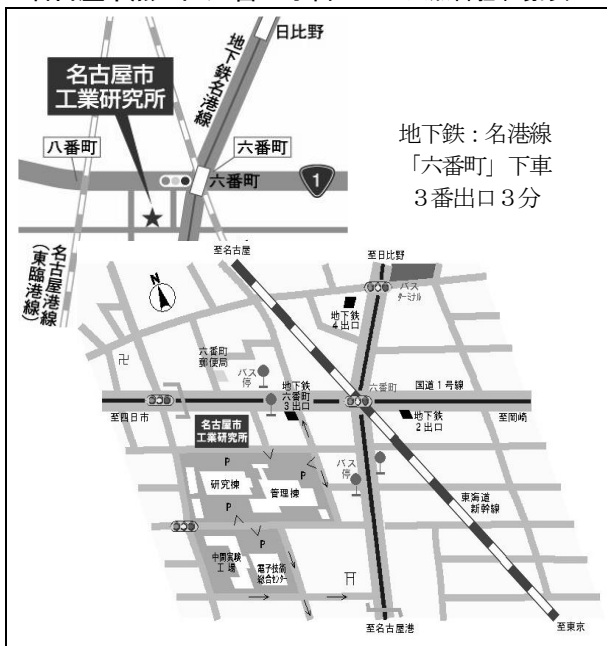 日比野
地下鉄名港線
名古屋市
工業研究所
八番町
六番町
六番町
1
名古屋港線
(東臨港線)
地下鉄：名港線
「六番町」下車
３番出口３分
至名古屋
至日比野
N
バス
ターミナル
地下鉄
4出口
卍
六番町
郵便局
バス
停
地下鉄
六番町
3出口
六番町
国道1号線
至四日市
地下鉄
2出口
至岡崎
名古屋市
工業研究所
P
研究棟
管理棟
P
バス
停
東海道
新幹線
P
中間実験
工場
電子技術
総合センター
至名古屋港
至東京